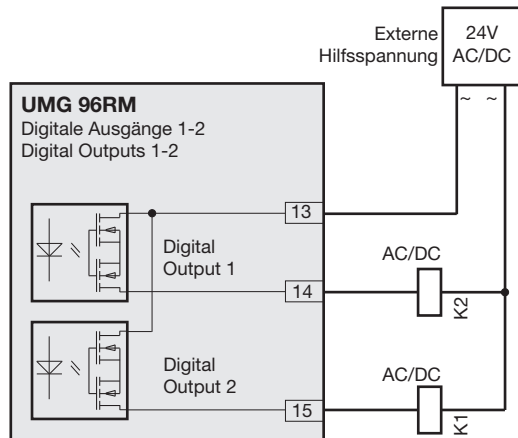 Externe
Hilfsspannung
24V
AC/DC
~ ~
UMG 96RM
Digitale Ausgänge 1-2
Digital Outputs 1-2
13
Digital
Output 1
AC/DC
14
K2
Digital
Output 2
AC/DC
15
K1